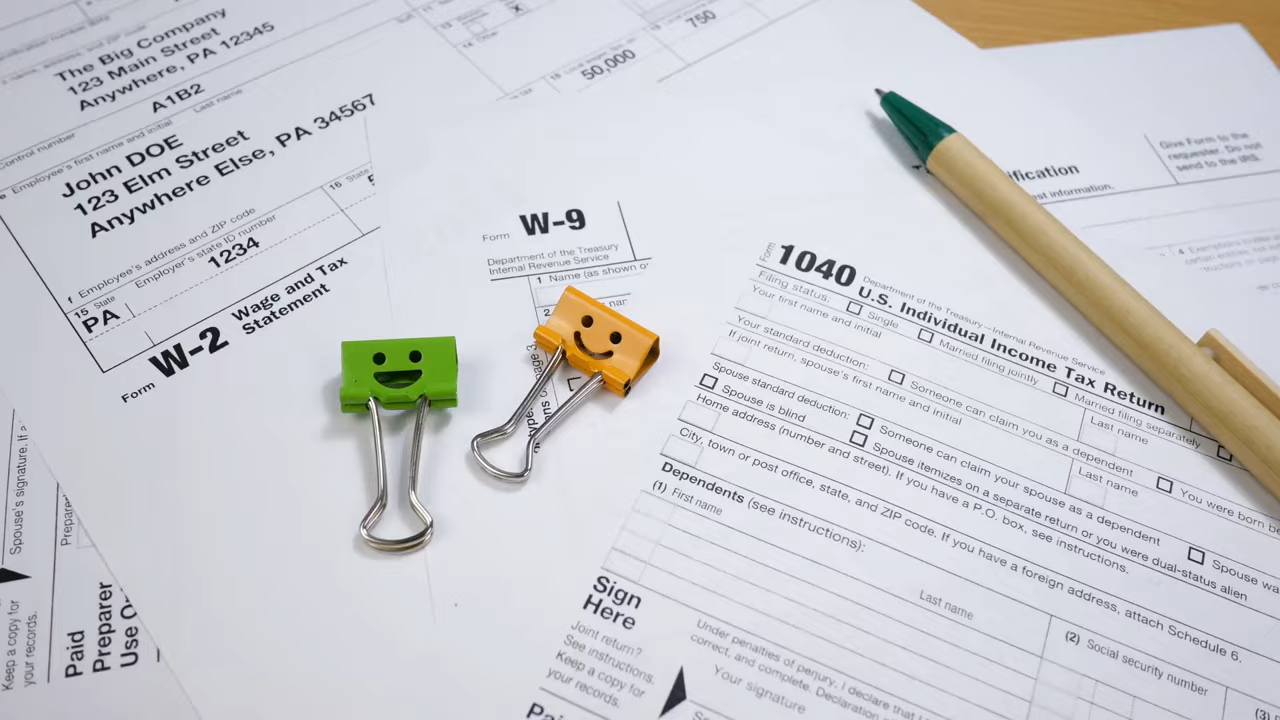 The Big Company
123 Main Street
Anywhere, PA 12345
A1B2
Control number
e Employee's first name and initial
Last name
John DOE
123 Elm Street
Anywhere Else, PA 34567
f Employee's address and ZIP code
15 State
Employer's state ID number
16 State
PA
1234
Form W-2 Wage and Tax
Statement
14 Other
X
50,000
750
Form W-9
Department of the Treasury
Internal Revenue Service
1 Name (as shown o
2
Give Form to the
requester. Do not
send to the IRS.
ification
est information.
Form 1040 Department of the Treasury—Internal Revenue Service
U.S. Individual Income Tax Return
Filing status:
Single
Married filing jointly
Married filing separately
Your first name and initial
Last name
Your standard deduction:
Someone can claim you as a dependent
You were born be
If joint return, spouse's first name and initial
Last name
Spouse standard deduction:
Someone can claim your spouse as a dependent
Spouse wa
Spouse is blind
Spouse itemizes on a separate return or you were dual-status alien
Home address (number and street). If you have a P.O. box, see instructions.
City, town or post office, state, and ZIP code. If you have a foreign address, attach Schedule 6.
Dependents (see instructions):
(1) First name
Last name
(2) Social security number
(3)
Sign
Here
Joint return?
See instructions.
Keep a copy for
your records.
Under penalties of perjury, I declare that I
correct, and complete. Declaration o
Your signature
Spouse's signature. If a
Keep a copy for
your records.
Paid
Preparer
Use O